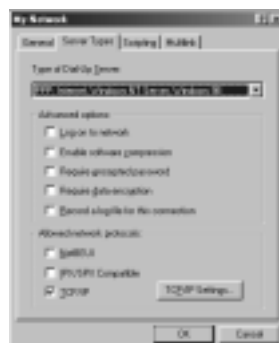 My Network
General Server Types Scripting Multilink
Type of Dial-Up Server:
PPP: Internet, Windows NT Server, Windows 98
Advanced options:
Log on to network
Enable software compression
Require encrypted password
Require data encryption
Record a log file for this connection
Allowed network protocols:
NetBEUI
IPX/SPX Compatible
TCP/IP TCP/IP Settings...
OK Cancel